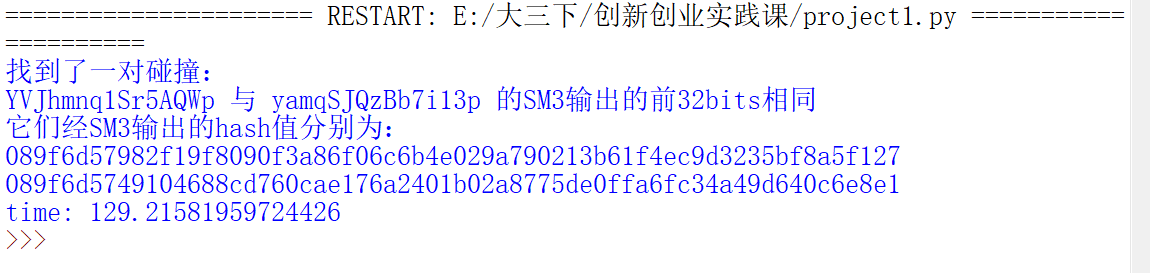 ====================== RESTART: E:/大三下/创新创业实践课/project1.py ===========
==========
找到了一对碰撞：
YVJhmnq1Sr5AQWp 与 yamqSJQzBb7i13p 的SM3输出的前32bits相同
它们经SM3输出的hash值分别为：
089f6d57982f19f8090f3a86f06c6b4e029a790213b61f4ec9d3235bf8a5f127
089f6d5749104688cd760cae176a2401b02a8775de0ffa6fc34a49d640c6e8e1
time: 129.21581959724426
>>>